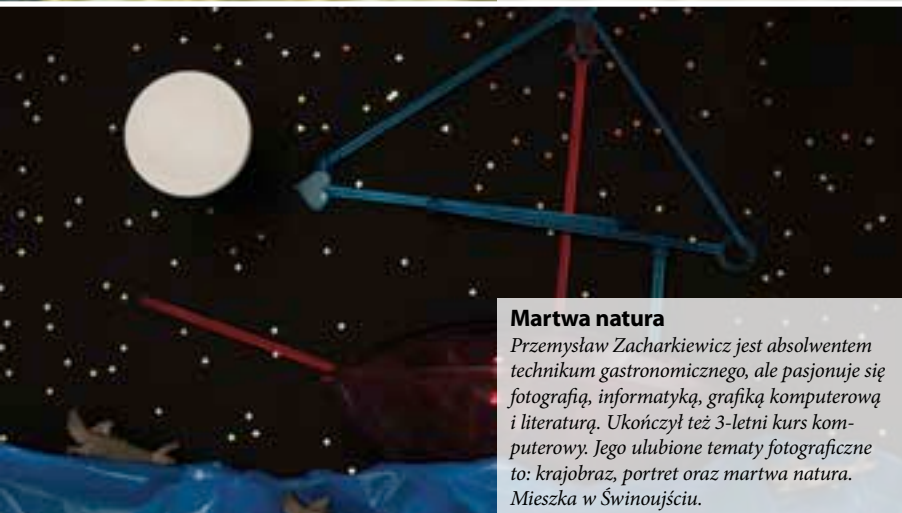 Martwa natura
Przemysław Zacharkiewicz jest absolwentem
technikum gastronomicznego, ale pasjonuje się
fotografią, informatyką, grafiką komputerową
i literaturą. Ukończył też 3-letni kurs kom-
puterowy. Jego ulubione tematy fotograficzne
to: krajobraz, portret oraz martwa natura.
Mieszka w Świnoujściu.